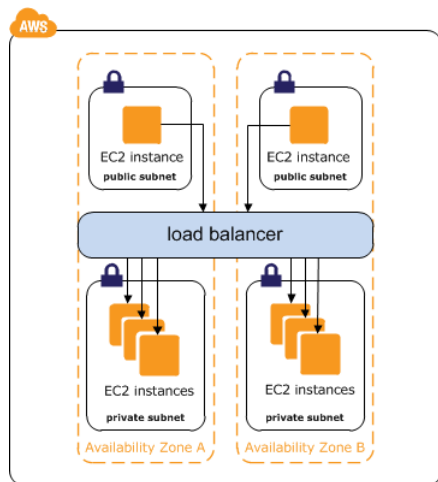 AWS
EC2 instance
public subnet
EC2 instance
public subnet
load balancer
EC2 instances
private subnet
EC2 instances
private subnet
Availability Zone A
Availability Zone B